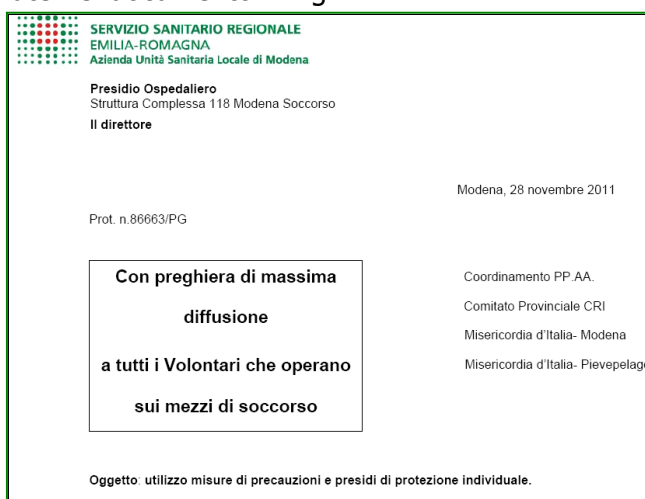 SERVIZIO SANITARIO REGIONALE
EMILIA-ROMAGNA
Azienda Unità Sanitaria Locale di Modena
Presidio Ospedaliero
Struttura Complessa 118 Modena Soccorso
Il direttore
Modena, 28 novembre 2011
Prot. n.86663/PG
Con preghiera di massima
diffusione
a tutti i Volontari che operano
sui mezzi di soccorso
Coordinamento PP.AA.
Comitato Provinciale CRI
Misericordia d'Italia- Modena
Misericordia d'Italia- Pievepelago
Oggetto: utilizzo misure di precauzioni e presidi di protezione individuale.